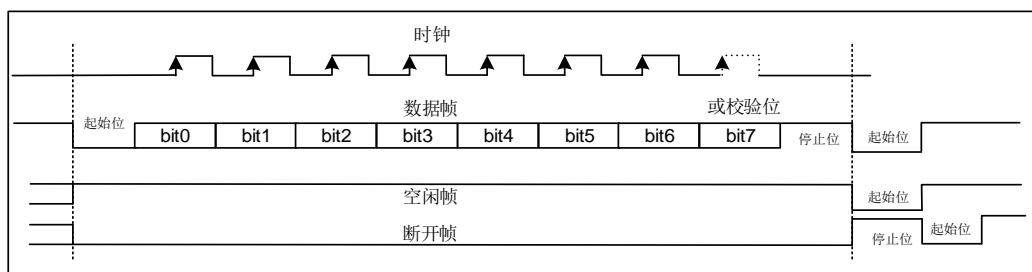 时钟
数据帧
或校验位
起始位 bit0 bit1 bit2 bit3 bit4 bit5 bit6 bit7 停止位 起始位
空闲帧 起始位
断开帧 停止位 起始位